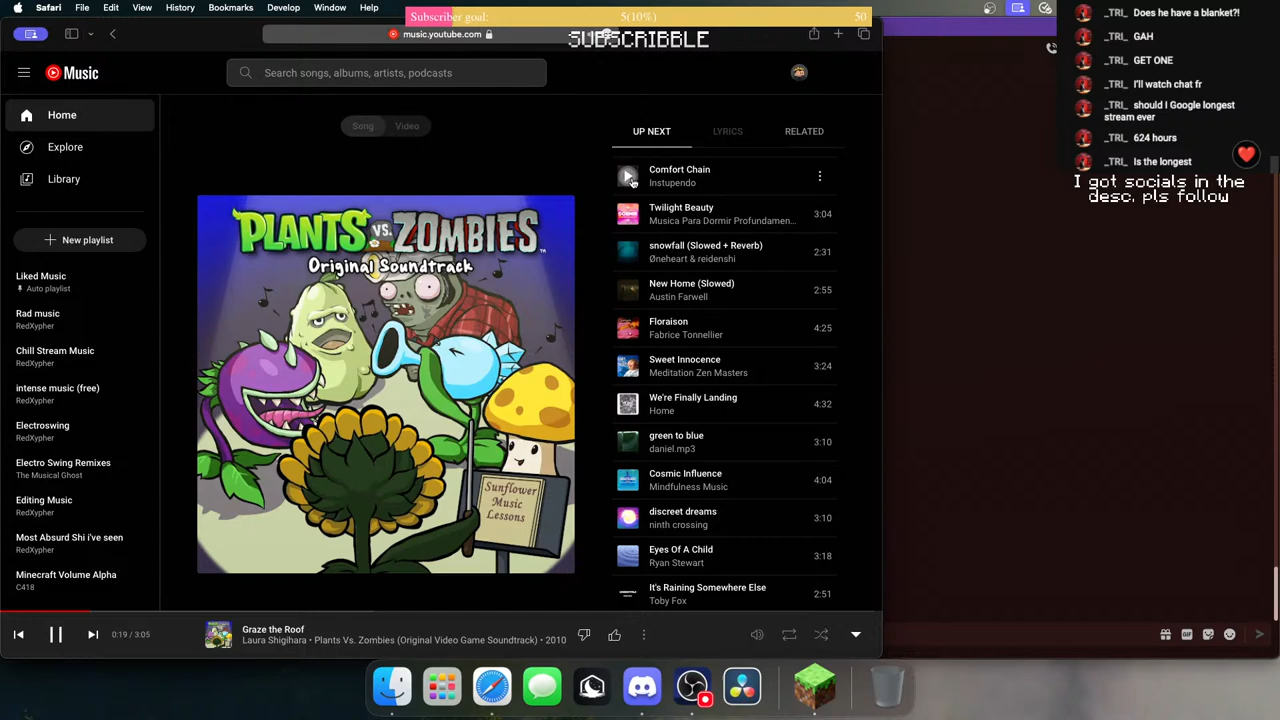 Safari
File
Edit
View
History
Bookmarks
Develop
Subscriber goal:
5(10%)
50
SUBSCRIBBLE
music.youtube.com
Music
Search songs, albums, artists, podcasts
Home
Explore
Library
New playlist
Liked Music
Auto playlist
Rad music
RedXypher
Chill Stream Music
RedXypher
intense music (free)
RedXypher
Electroswing
RedXypher
Electro Swing Remixes
The Musical Ghost
Editing Music
RedXypher
Most Absurd Shi i've seen
RedXypher
Minecraft Volume Alpha
C418
Song
Video
PLANTS VS. ZOMBIES™
Original Soundtrack
Sunflower
Music
Lessons
UP NEXT
LYRICS
RELATED
Comfort Chain
Instupendo
Twilight Beauty
Musica Para Dormir Profundamen...
3:04
snowfall (Slowed + Reverb)
Øneheart & reidenshi
2:31
New Home (Slowed)
Austin Farwell
2:55
Floraison
Fabrice Tonnellier
4:25
Sweet Innocence
Meditation Zen Masters
3:24
We're Finally Landing
Home
4:32
green to blue
daniel.mp3
3:10
Cosmic Influence
Mindfulness Music
4:04
discreet dreams
ninth crossing
3:10
Eyes Of A Child
Ryan Stewart
3:18
It's Raining Somewhere Else
Toby Fox
2:51
0:19 / 3:05
Graze the Roof
Laura Shigihara • Plants Vs. Zombies (Original Video Game Soundtrack) • 2010
_TRI_ Does he have a blanket?!
_TRI_ GAH
_TRI_ GET ONE
_TRI_ I'll watch chat fr
_TRI_ should I Google longest
stream ever
_TRI_ 624 hours
_TRI_ Is the longest
I got socials in the
desc, pls follow
GIF